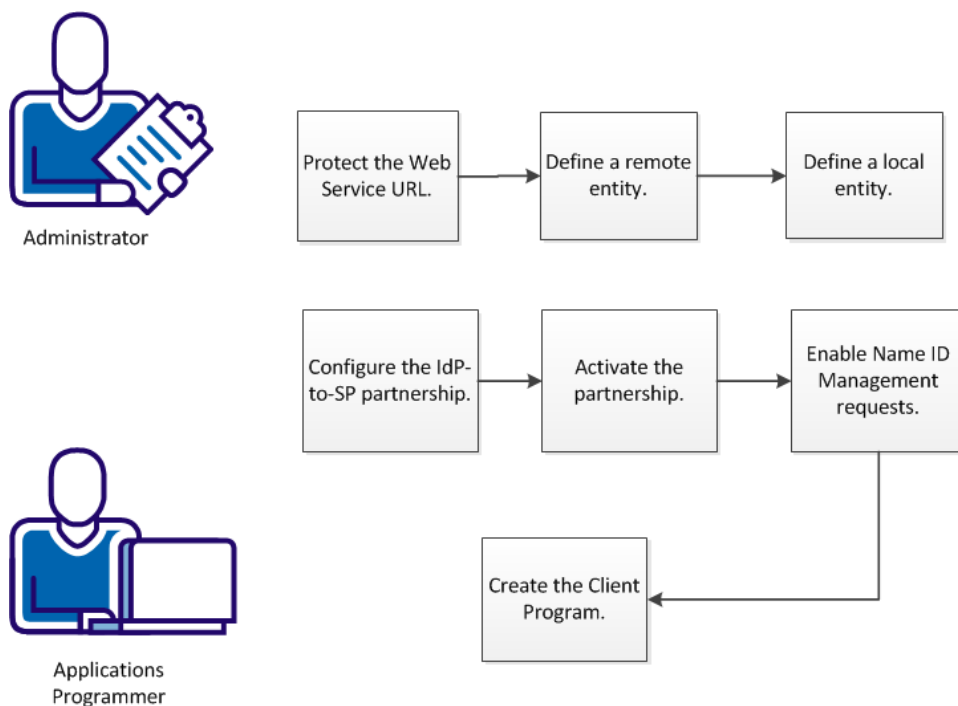 Administrator
Protect the Web
Service URL.
Define a remote
entity.
Define a local
entity.
Configure the IdP-
to-SP partnership.
Activate the
partnership.
Enable Name ID
Management
requests.
Create the Client
Program.
Applications
Programmer